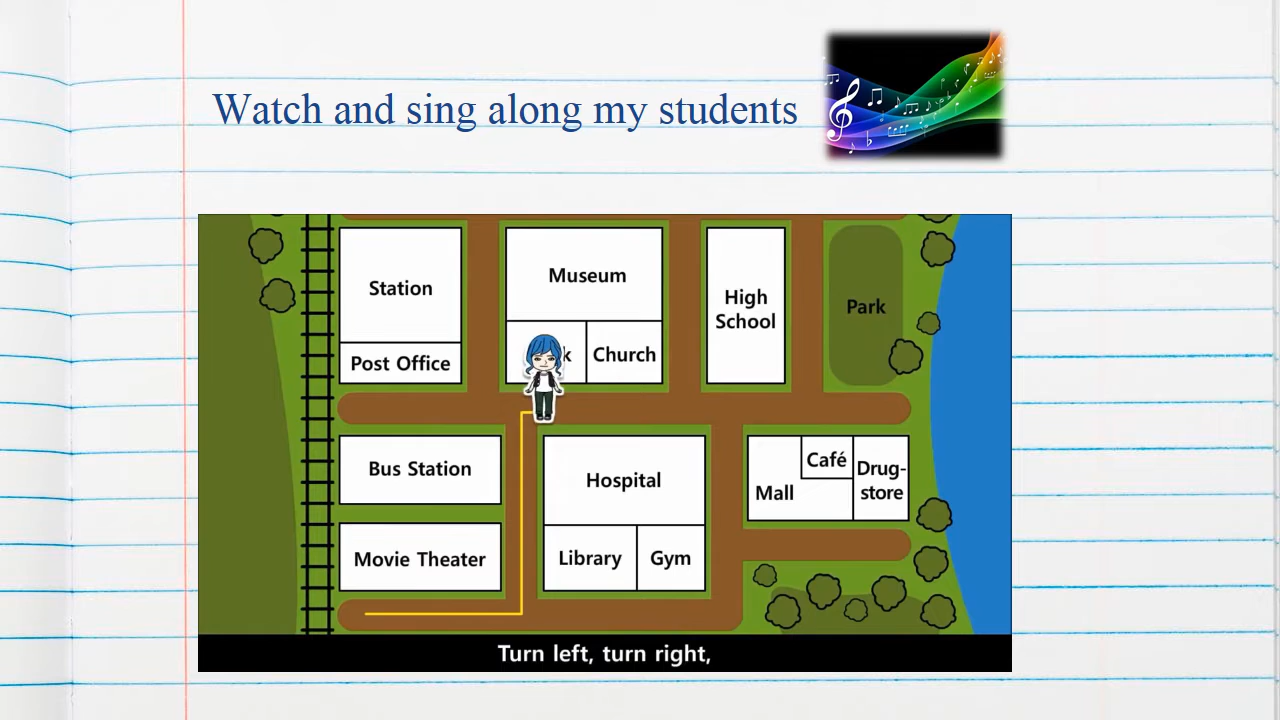 Watch and sing along my students
Station
Museum
High
School
Park
Post Office
Church
Bus Station
Hospital
Café
Drug-
store
Mall
Movie Theater
Library
Gym
Turn left, turn right,